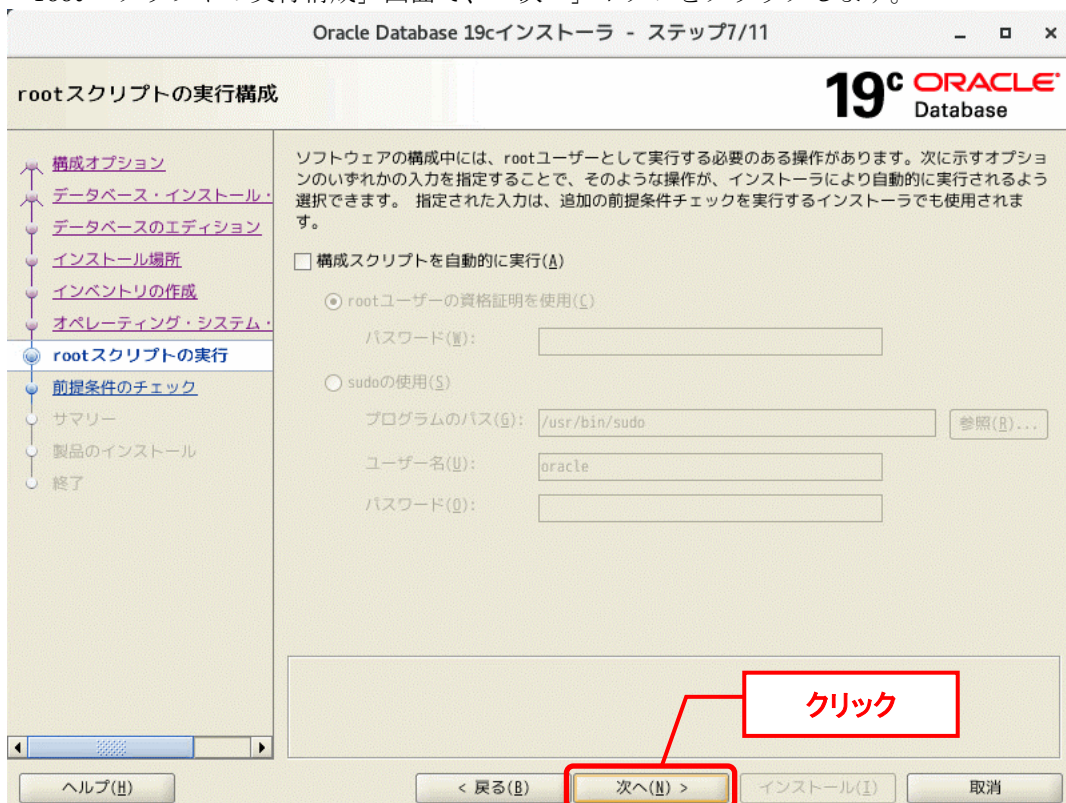 Oracle Database 19cインストーラ - ステップ7/11
rootスクリプトの実行構成
19c ORACLE
Database
構成オプション
データベース・インストール・
データベースのエディション
インストール場所
インベントリの作成
オペレーティング・システム・
rootスクリプトの実行
前提条件のチェック
サマリー
製品のインストール
終了
ソフトウェアの構成中には、rootユーザーとして実行する必要のある操作があります。次に示すオプショ
ンのいずれかの入力を指定することで、そのような操作が、インストーラにより自動的に実行されるよう
選択できます。 指定された入力は、追加の前提条件チェックを実行するインストーラでも使用されま
す。
構成スクリプトを自動的に実行(A)
rootユーザーの資格証明を使用(C)
パスワード(W):
sudoの使用(S)
プログラムのパス(G): /usr/bin/sudo 参照(R)...
ユーザー名(U): oracle
パスワード(O):
クリック
ヘルプ(H) < 戻る(B) 次へ(N) > インストール(I) 取消